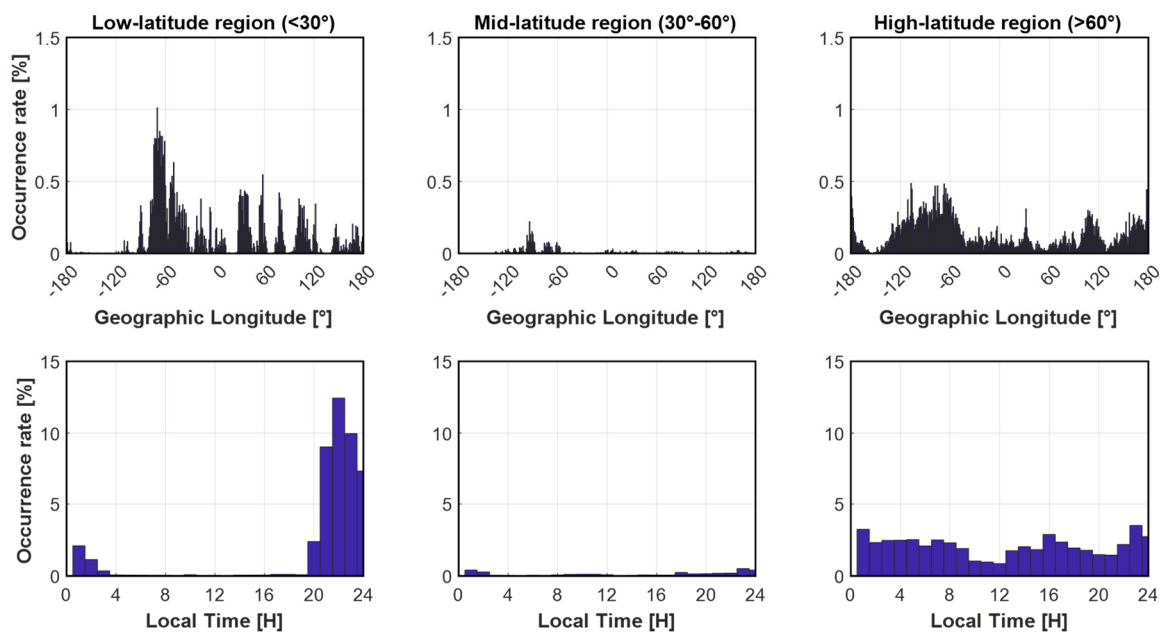 Low-latitude region (<30°)
Mid-latitude region (30°-60°)
High-latitude region (>60°)
Occurrence rate [%]
1.5
1
0.5
0
-180 -120 -60 0 60 120 180
Geographic Longitude [°]
1.5
1
0.5
0
-180 -120 -60 0 60 120 180
Geographic Longitude [°]
1.5
1
0.5
0
-180 -120 -60 0 60 120 180
Geographic Longitude [°]
Occurrence rate [%]
15
10
5
0
0 4 8 12 16 20 24
Local Time [H]
15
10
5
0
0 4 8 12 16 20 24
Local Time [H]
15
10
5
0
0 4 8 12 16 20 24
Local Time [H]